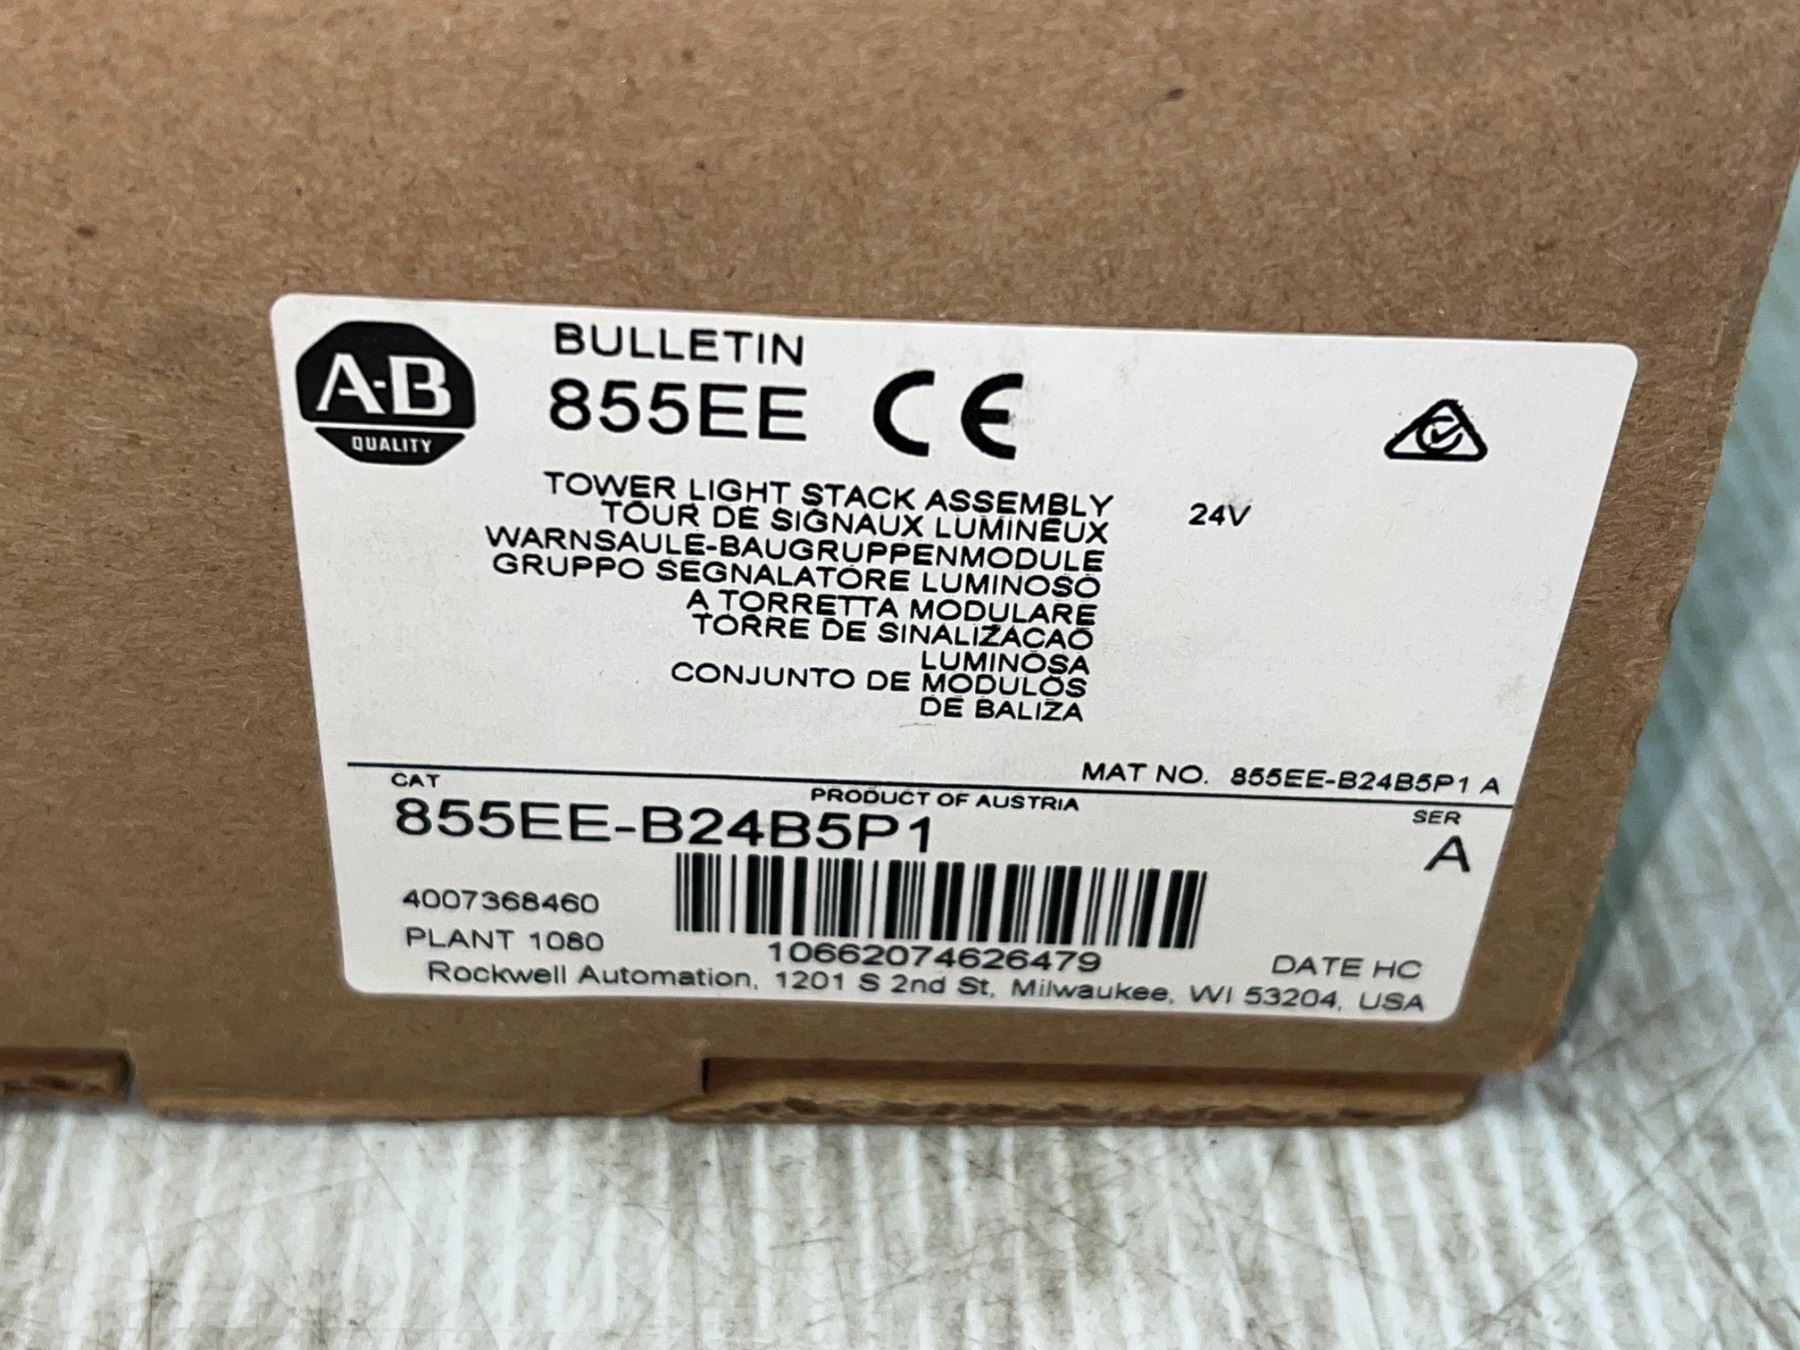 A-B
QUALITY
BULLETIN
855EE CE
TOWER LIGHT STACK ASSEMBLY 24V
TOUR DE SIGNAUX LUMINEUX
WARNSAULE-BAUGRUPPENMODULE
GRUPPO SEGNALATORE LUMINOSO
A TORRETTA MODULARE
TORRE DE SINALIZACAO
LUMINOSA
CONJUNTO DE MODULOS
DE BALIZA
MAT NO. 855EE-B24B5P1 A
CAT
PRODUCT OF AUSTRIA
SER
855EE-B24B5P1
A
4007368460
PLANT 1080
10662074626479
DATE HC
Rockwell Automation, 1201 S 2nd St, Milwaukee, WI 53204, USA